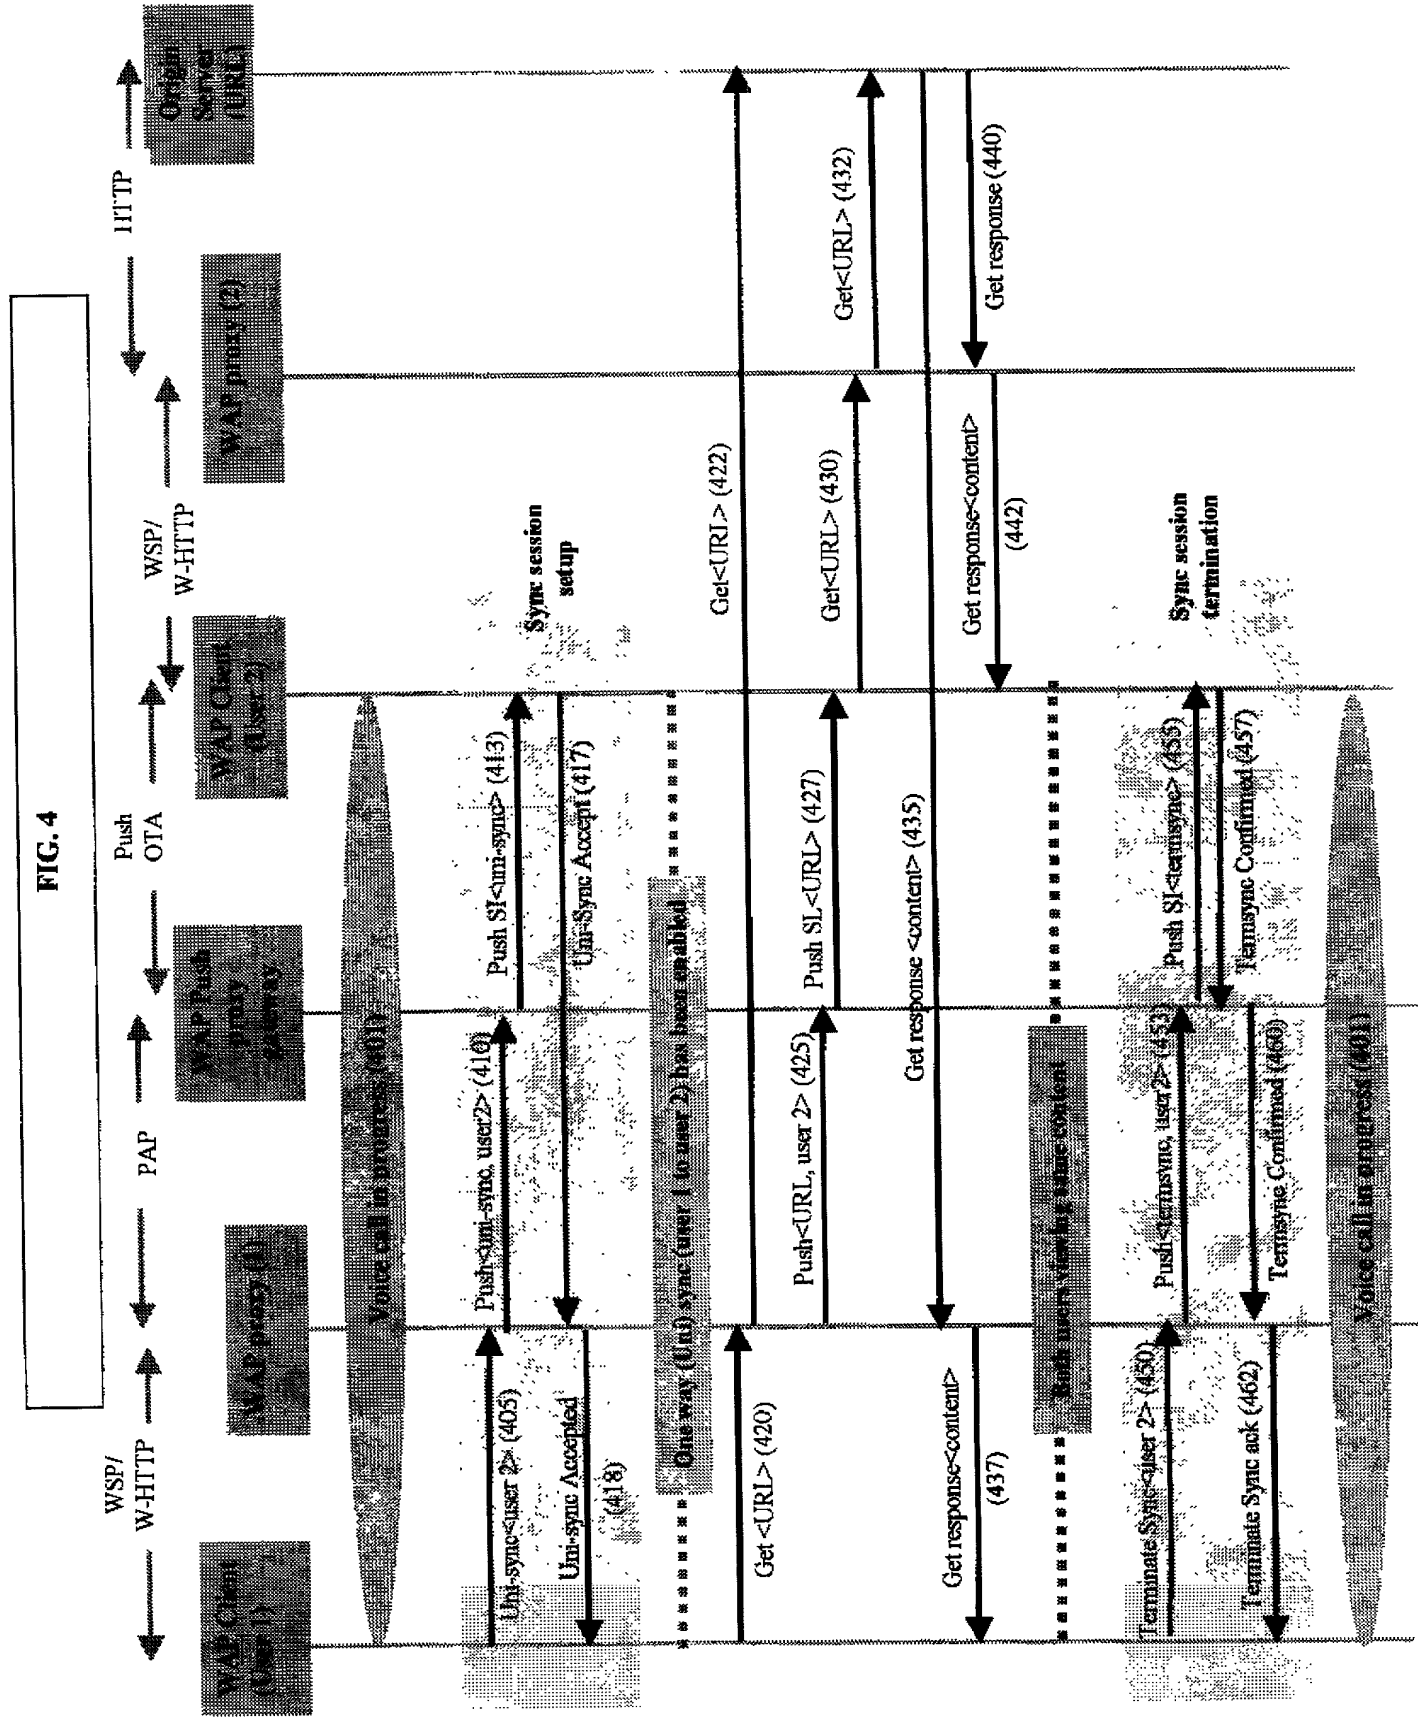 FIG. 4
WSP/
W-HTTP
PAP
Push
OTA
WSP/
W-HTTP
HTTP
WAP Client
(User 1)
WAP proxy (1)
WAP Push
proxy
gateway
WAP Client
(User 2)
WAP proxy (2)
Origin
Server
(URL)
Voice call in progress (401)
Uni-sync<user 2> (405)
Push<uni-sync, user2> (410)
Push SI<uni-sync> (413)
Sync session
setup
Uni-Sync Accept (417)
Uni-sync Accepted
(418)
One way (Uni) sync (user 1 to user 2) has been enabled
Get <URL> (420)
Get<URL> (422)
Push<URL, user 2> (425)
Push SL<URL> (427)
Get<URL> (430)
Get<URL> (432)
Get response <content> (435)
Get response<content>
(437)
Get response (440)
Get response<content>
(442)
Both users viewing same content
Terminate Sync<user 2> (450)
Push<termsync, user 2> (453)
Push SI<termsync> (455)
Sync session
termination
Termsync Confirmed (457)
Termsync Confirmed (460)
Terminate Sync ack (462)
Voice call in progress (401)